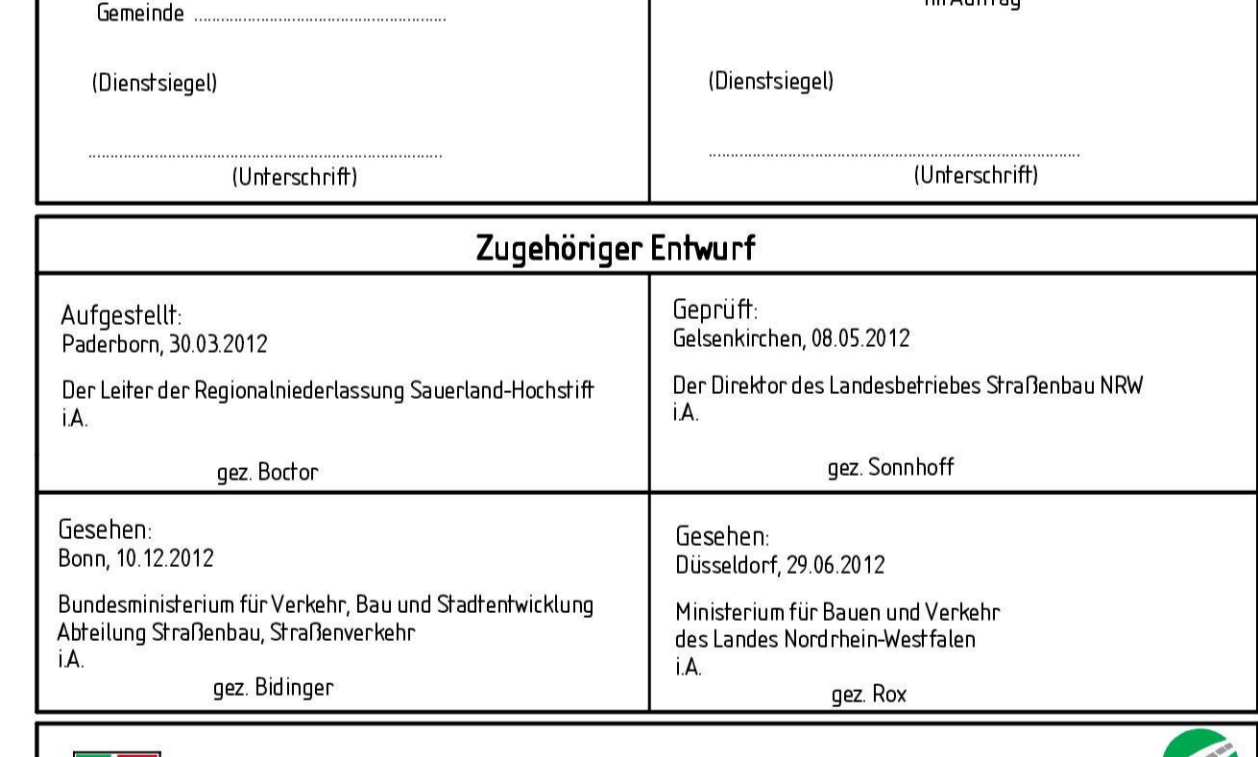 Gemeinde ............................................................
(Dienstsiegel)
....................................................................................
(Unterschrift)
(Dienstsiegel)
....................................................................................
(Unterschrift)
Zugehöriger Entwurf
Aufgestellt:
Paderborn, 30.03.2012
Der Leiter der Regionalniederlassung Sauerland-Hochstift
i.A.
gez. Boctor
Geprüft:
Gelsenkirchen, 08.05.2012
Der Direktor des Landesbetriebes Straßenbau NRW
i.A.
gez. Sonnhoff
Gesehen:
Bonn, 10.12.2012
Bundesministerium für Verkehr, Bau und Stadtentwicklung
Abteilung Straßenbau, Straßenverkehr
i.A.
gez. Bidinger
Gesehen:
Düsseldorf, 29.06.2012
Ministerium für Bauen und Verkehr
des Landes Nordrhein-Westfalen
i.A.
gez. Rox